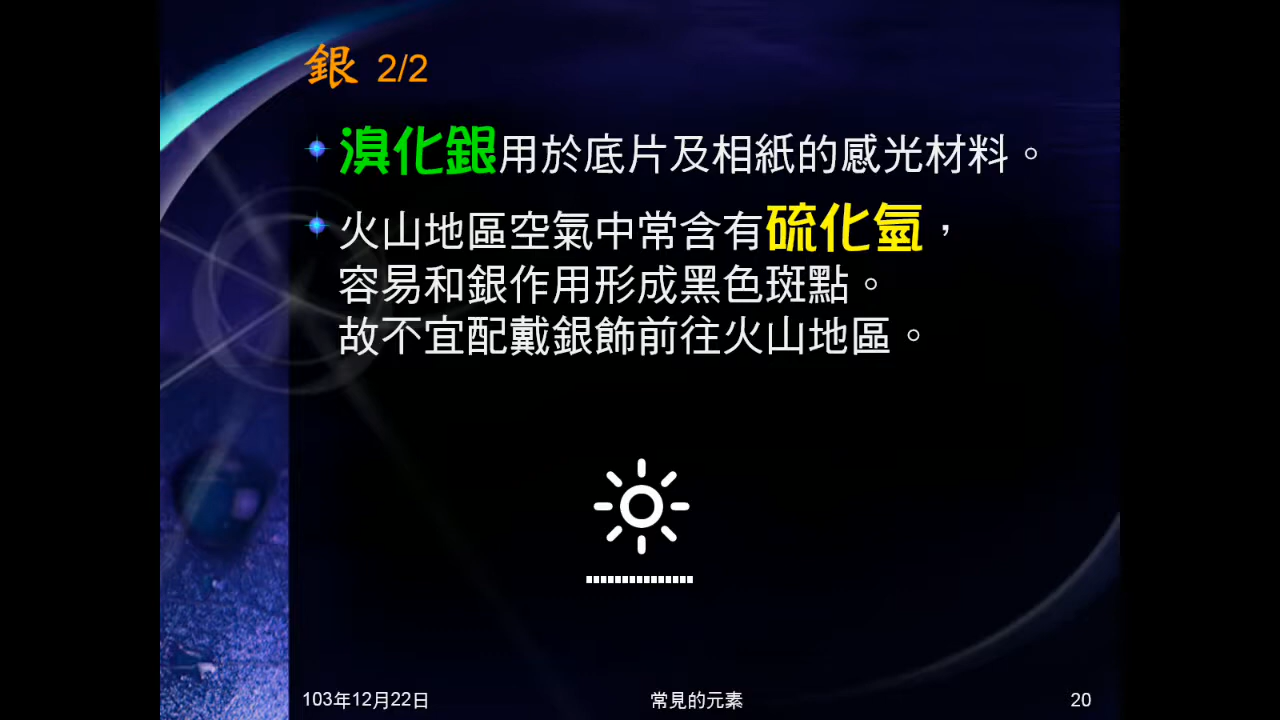 銀 2/2
溴化銀用於底片及相紙的感光材料。
火山地區空氣中常含有硫化氫，
容易和銀作用形成黑色斑點。
故不宜配戴銀飾前往火山地區。
103年12月22日
常見的元素
20